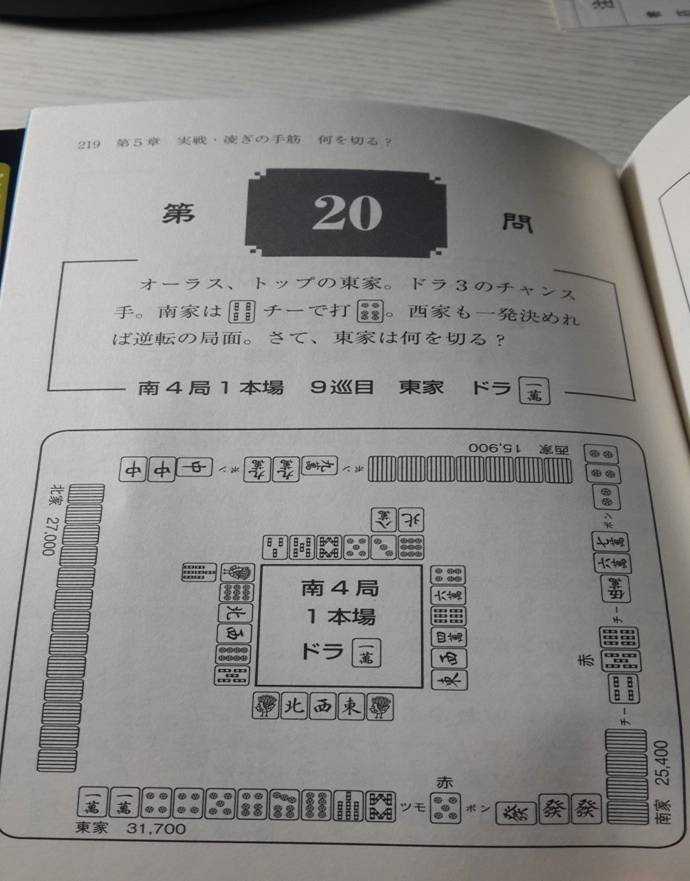 219 第5章 実戦・凌ぎの手筋 何を切る?
第 20 問
オーラス、トップの東家。ドラ3のチャンス
手。南家は チーで打 。西家も一発決めれ
ば逆転の局面。さて、東家は何を切る?
南4局1本場 9巡目 東家 ドラ 一萬
西家 15,900
中 中 中 ポン 九萬 九萬 九萬 ポン
北家 27,000
八萬 北
南4局
1本場
ドラ 一萬
北 西
六萬 四萬 西 東
北 西 東
ポン 七萬 六萬 伍萬 チー 赤 チー
南家 25,400
一萬 一萬 ツモ 赤 ポン 發 發 發
東家 31,700